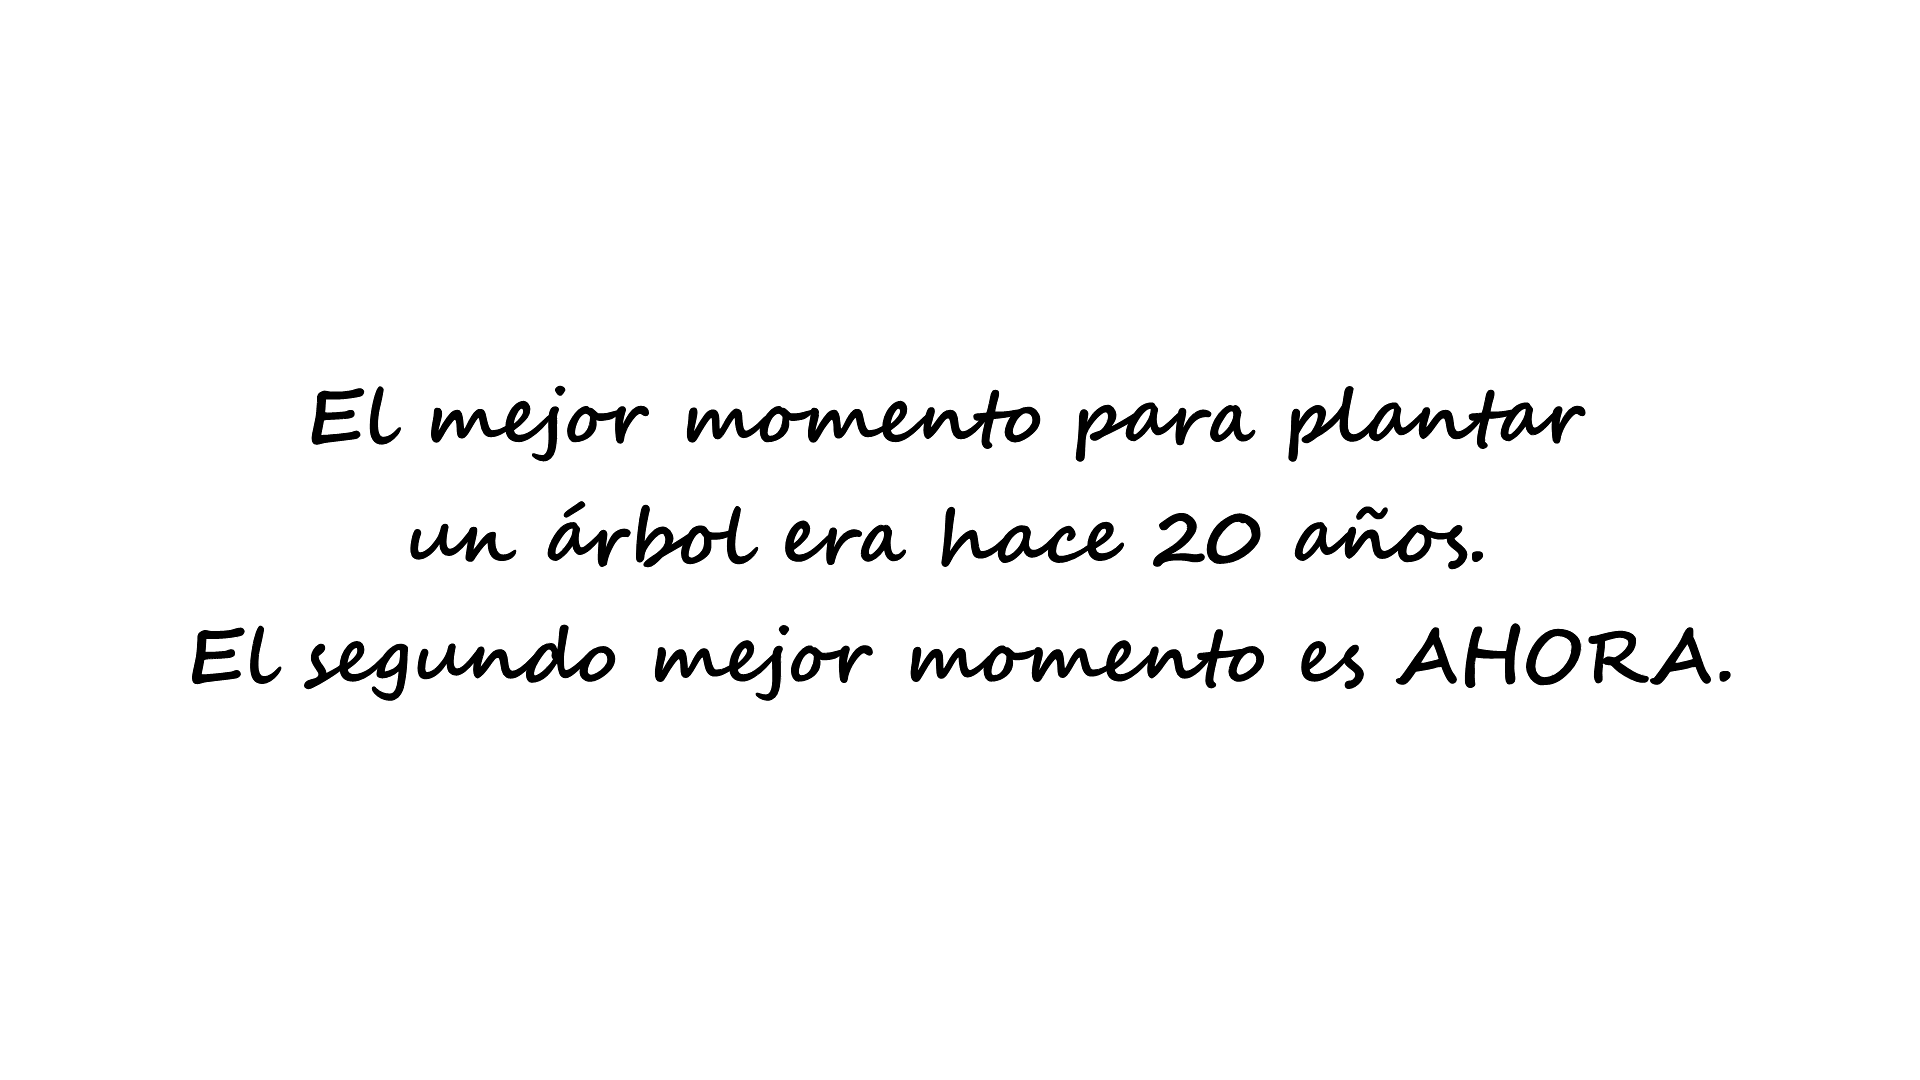 El mejor momento para plantar
un árbol era hace 20 años.
El segundo mejor momento es AHORA.